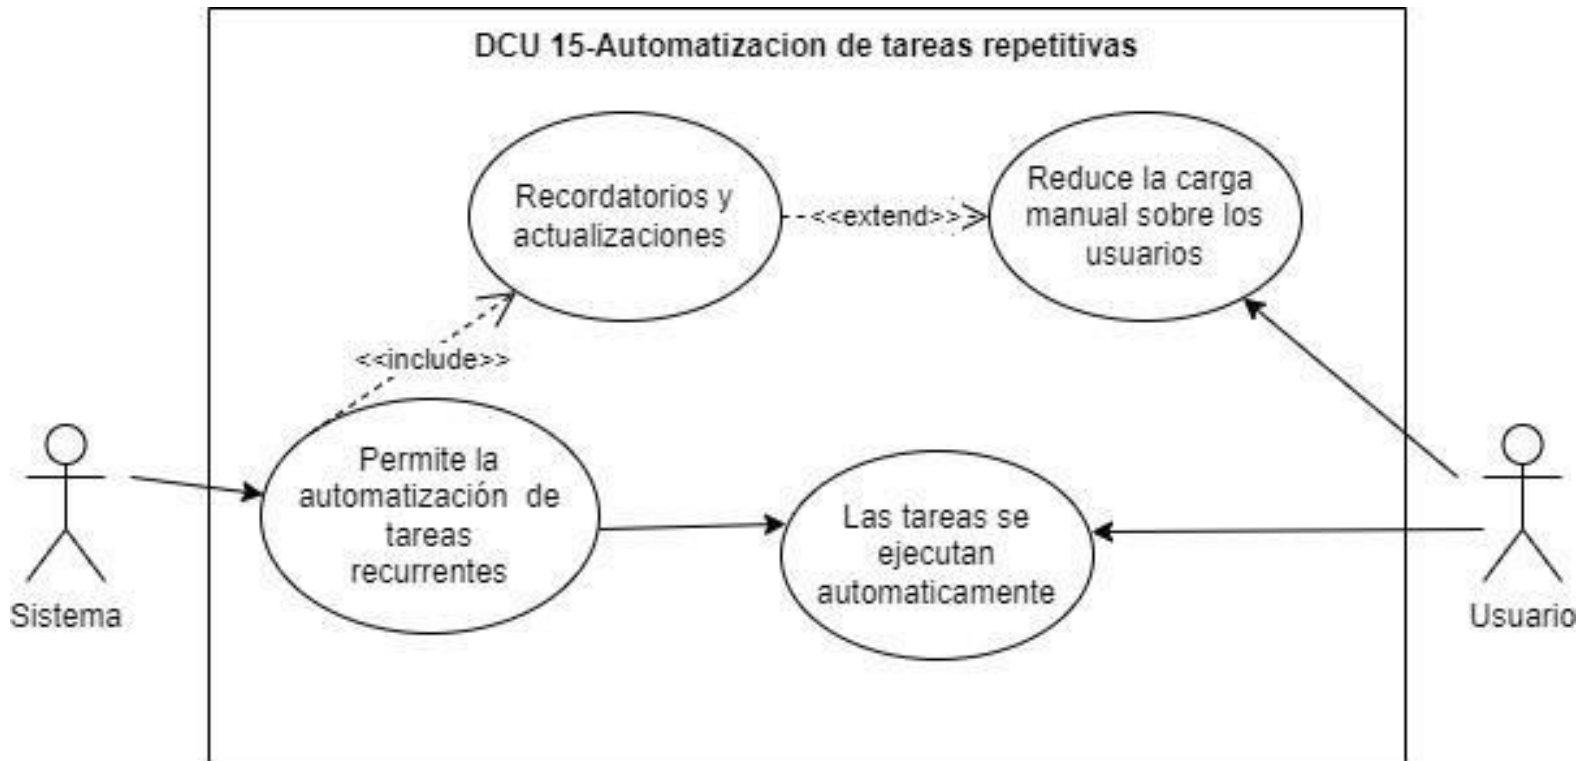 DCU 15-Automatizacion de tareas repetitivas
Recordatorios y
actualizaciones
<<extend>>
Reduce la carga
manual sobre los
usuarios
<<include>>
Permite la
automatización de
tareas
recurrentes
Las tareas se
ejecutan
automaticamente
Sistema
Usuario